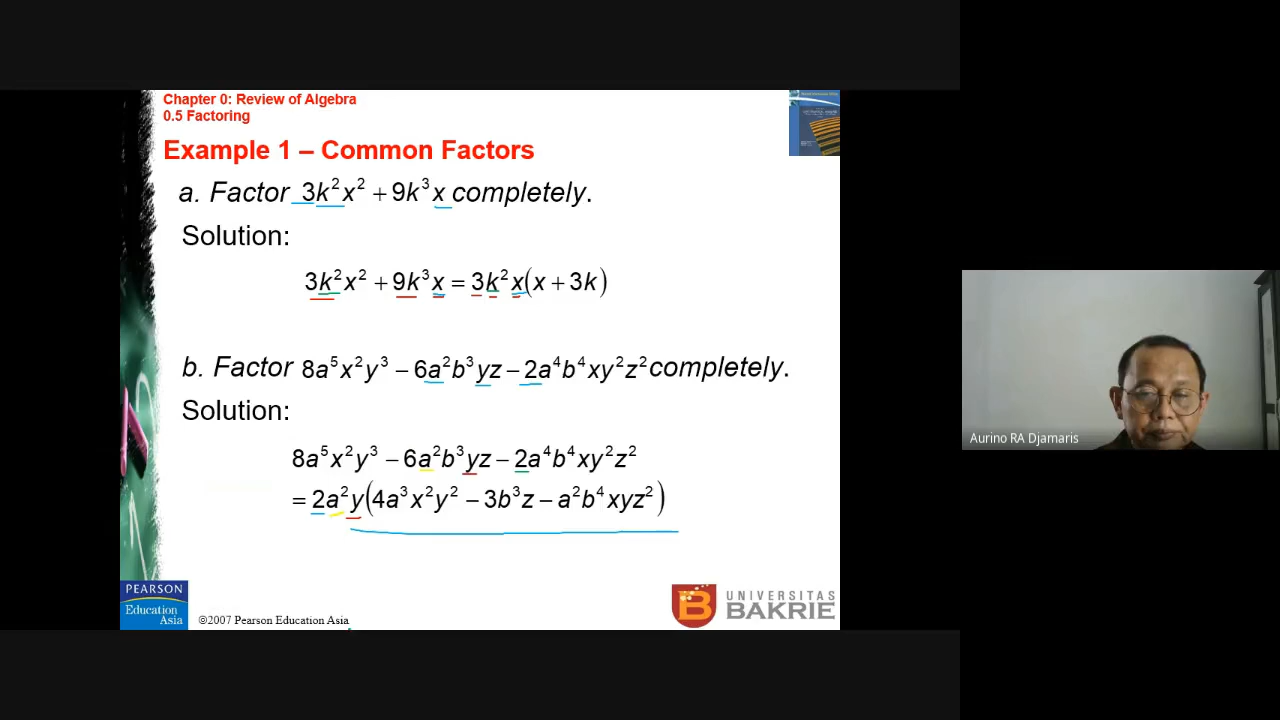 Chapter 0: Review of Algebra
0.5 Factoring
Example 1 – Common Factors
a. Factor 3k²x² + 9k³x completely.
Solution:
3k²x² + 9k³x = 3k²x(x + 3k)
b. Factor 8a⁵x²y³ − 6a²b³yz − 2a⁴b⁴xy²z² completely.
Solution:
8a⁵x²y³ − 6a²b³yz − 2a⁴b⁴xy²z²
= 2a²y(4a³x²y² − 3b³z − a²b⁴xyz²)
PEARSON
Education
Asia
©2007 Pearson Education Asia
UNIVERSITAS
BAKRIE
Aurino RA Djamaris